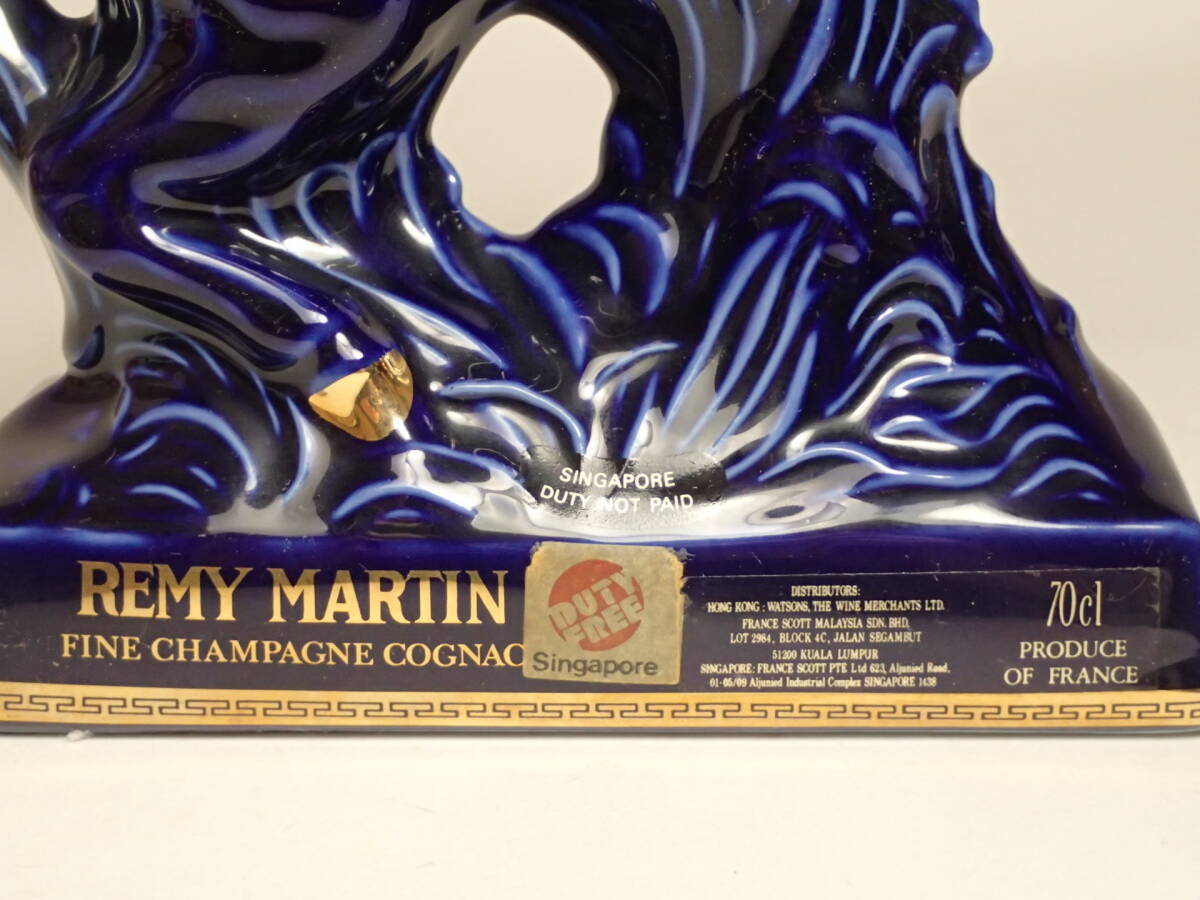 SINGAPORE
DUTY NOT PAID
REMY MARTIN
FINE CHAMPAGNE COGNAC
DUTY
FREE
Singapore
DISTRIBUTORS:
HONG KONG : WATSONS, THE WINE MERCHANTS LTD.
FRANCE SCOTT MALAYSIA SDN. BHD.
LOT 2984, BLOCK 4C, JALAN SEGAMBUT
51200 KUALA LUMPUR
SINGAPORE: FRANCE SCOTT PTE Ltd 623, Aljunied Road,
01-05/09 Aljunied Industrial Complex SINGAPORE 1438
70cl
PRODUCE
OF FRANCE